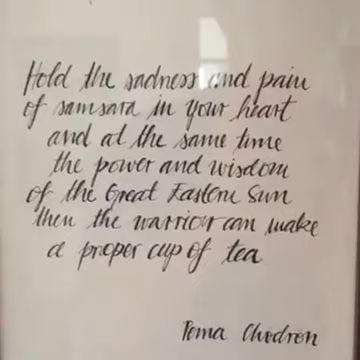 Hold the sadness and pain
of samsara in your heart
and at the same time
the power and wisdom
of the Great Eastern Sun
then the warrior can make
a proper cup of tea
Pema Chodron